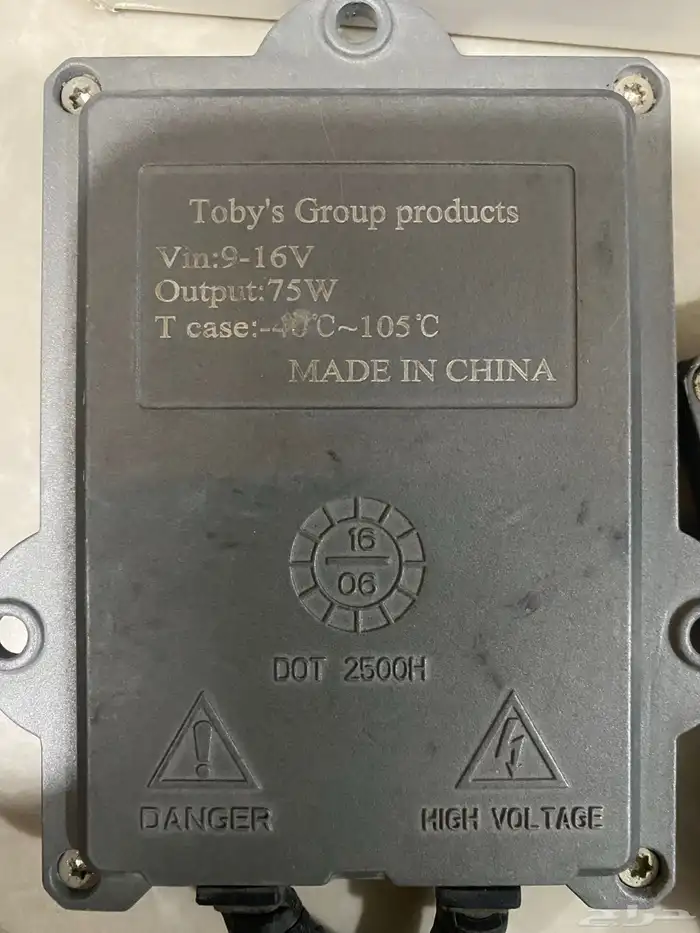 Toby's Group products
Vin:9-16V
Output:75W
T case:-40℃~105℃
MADE IN CHINA
16
06
DOT 2500H
DANGER
HIGH VOLTAGE
حراج